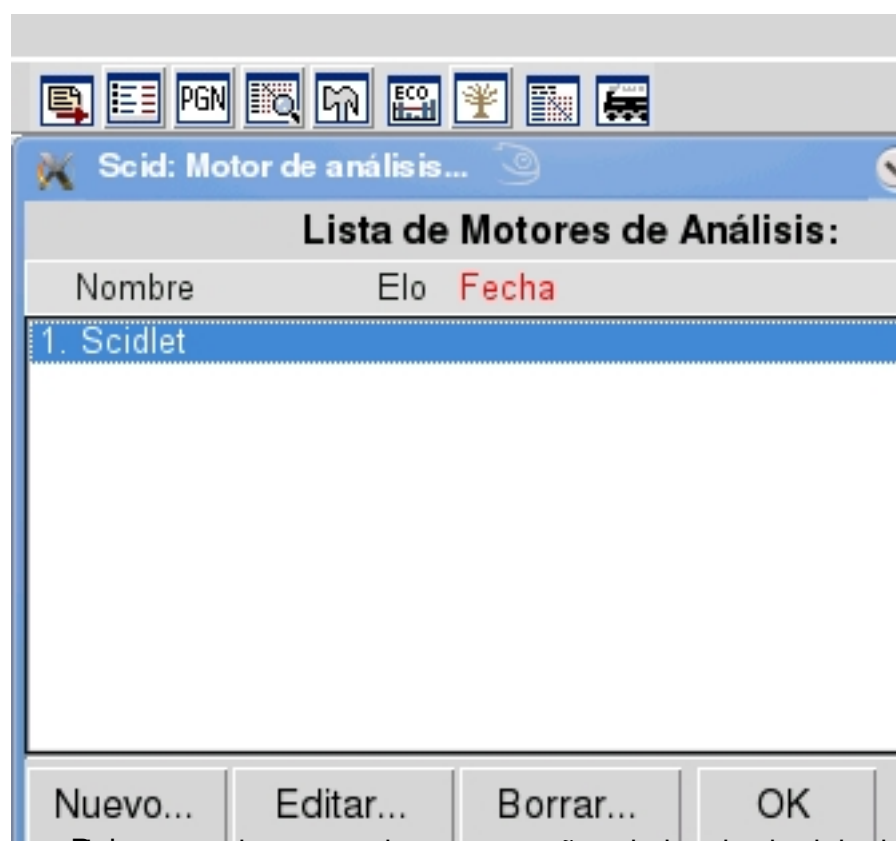 PGN ECO
Scid: Motor de análisis...
Lista de Motores de Análisis:
Nombre Elo Fecha
1. Scidlet
Nuevo... Editar... Borrar... OK